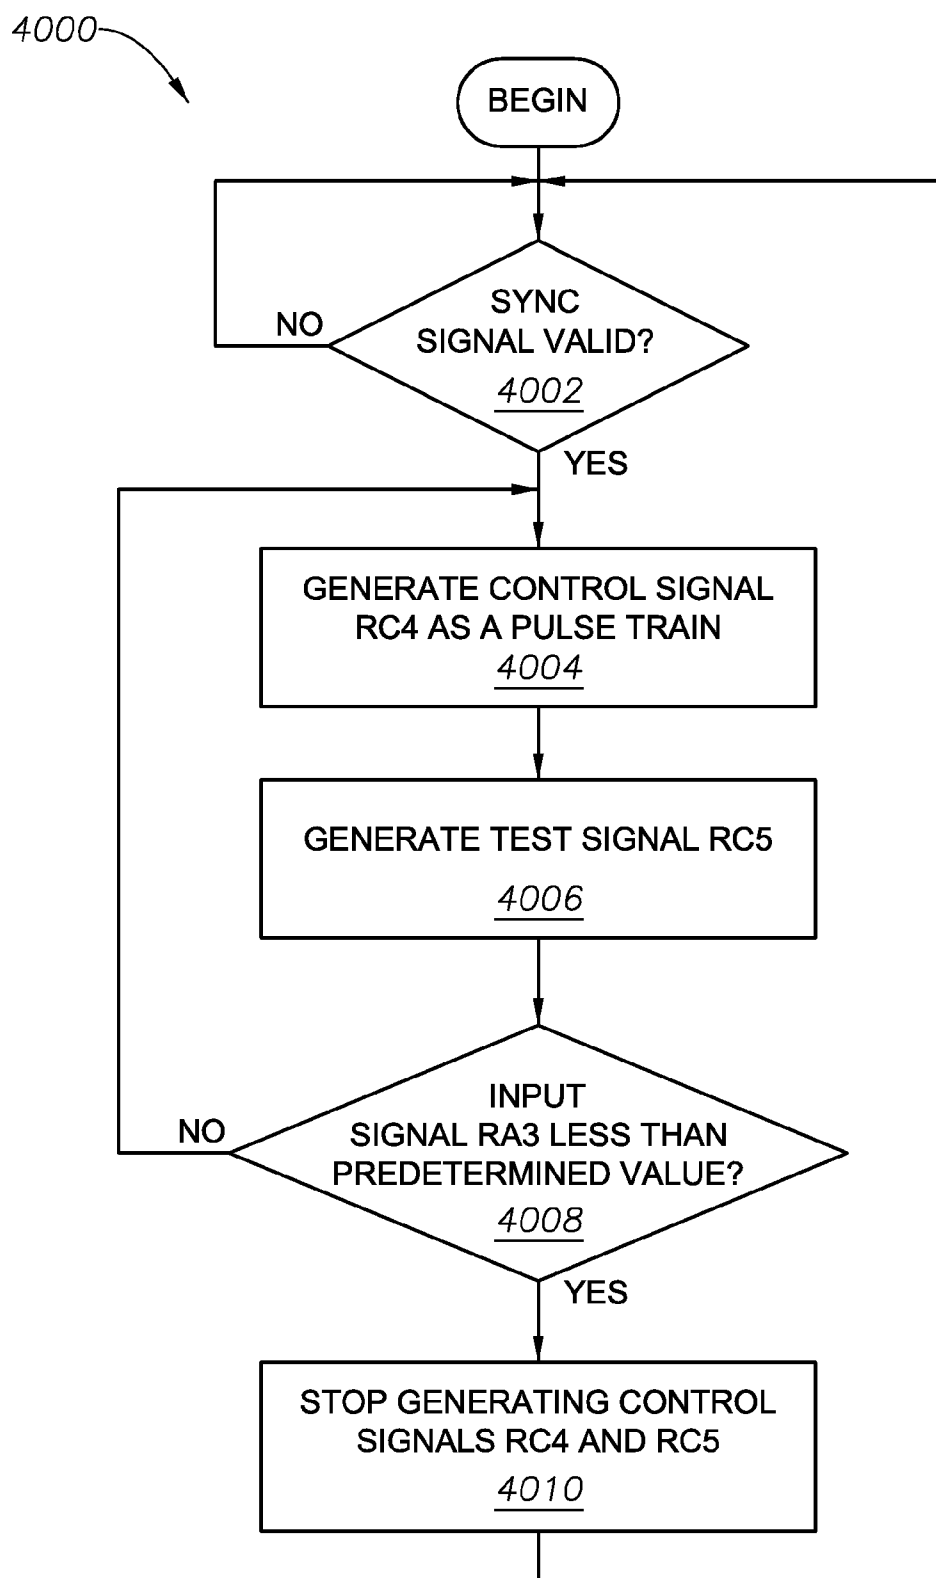 4000
BEGIN
SYNC
SIGNAL VALID?
4002
NO
YES
GENERATE CONTROL SIGNAL
RC4 AS A PULSE TRAIN
4004
GENERATE TEST SIGNAL RC5
4006
INPUT
SIGNAL RA3 LESS THAN
PREDETERMINED VALUE?
4008
NO
YES
STOP GENERATING CONTROL
SIGNALS RC4 AND RC5
4010